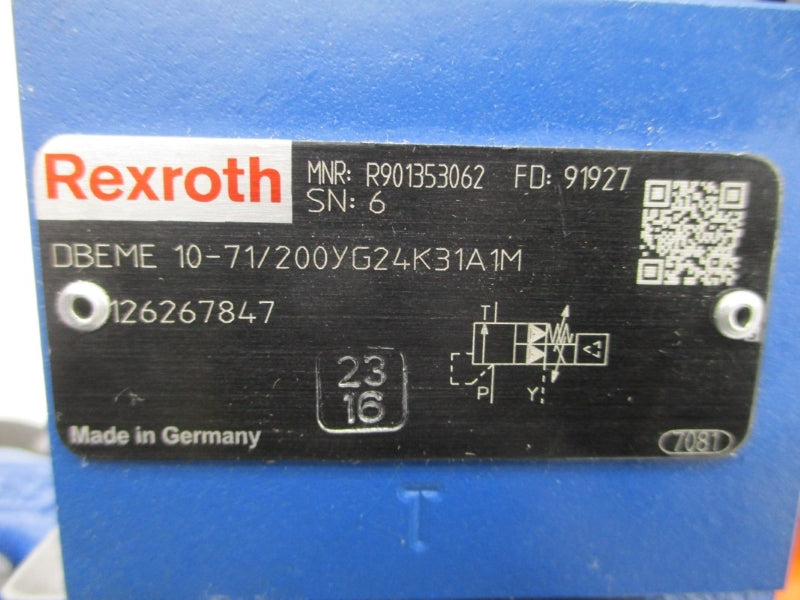 Rexroth
MNR: R901353062 FD: 91927
SN: 6
DBEME 10-71/200YG24K31A1M
126267847
23
16
T
P
Y
Made in Germany
7081
T